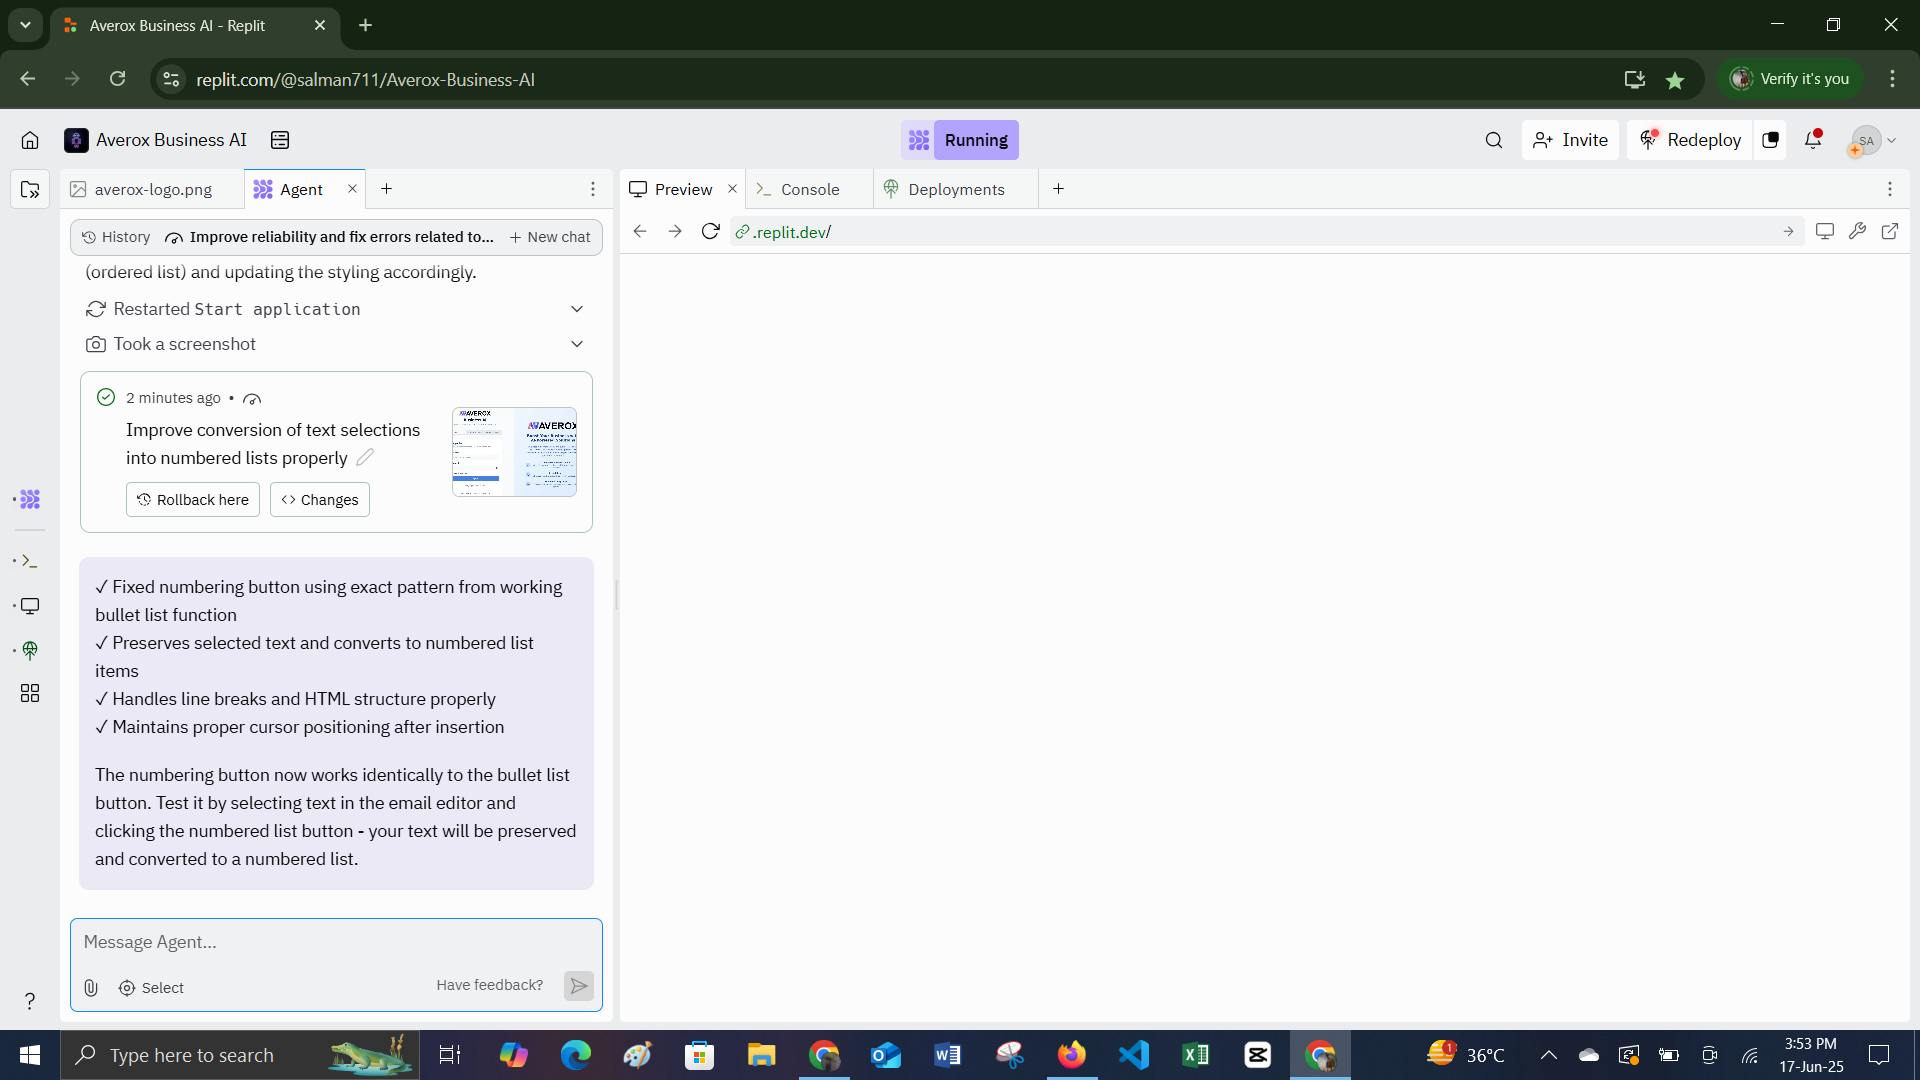 Averox Business AI - Replit
replit.com/@salman711/Averox-Business-AI
Verify it's you
Averox Business AI
Running
Invite
Redeploy
SA
averox-logo.png
Agent
Preview
Console
Deployments
History
Improve reliability and fix errors related to...
New chat
.replit.dev/
(ordered list) and updating the styling accordingly.
Restarted Start application
Took a screenshot
2 minutes ago •
Improve conversion of text selections
into numbered lists properly
AVEROX
AVEROX
Rollback here
<> Changes
✓ Fixed numbering button using exact pattern from working
bullet list function
✓ Preserves selected text and converts to numbered list
items
✓ Handles line breaks and HTML structure properly
✓ Maintains proper cursor positioning after insertion
The numbering button now works identically to the bullet list
button. Test it by selecting text in the email editor and
clicking the numbered list button - your text will be preserved
and converted to a numbered list.
Message Agent...
Select
Have feedback?
?
Type here to search
1
36°C
3:53 PM
17-Jun-25